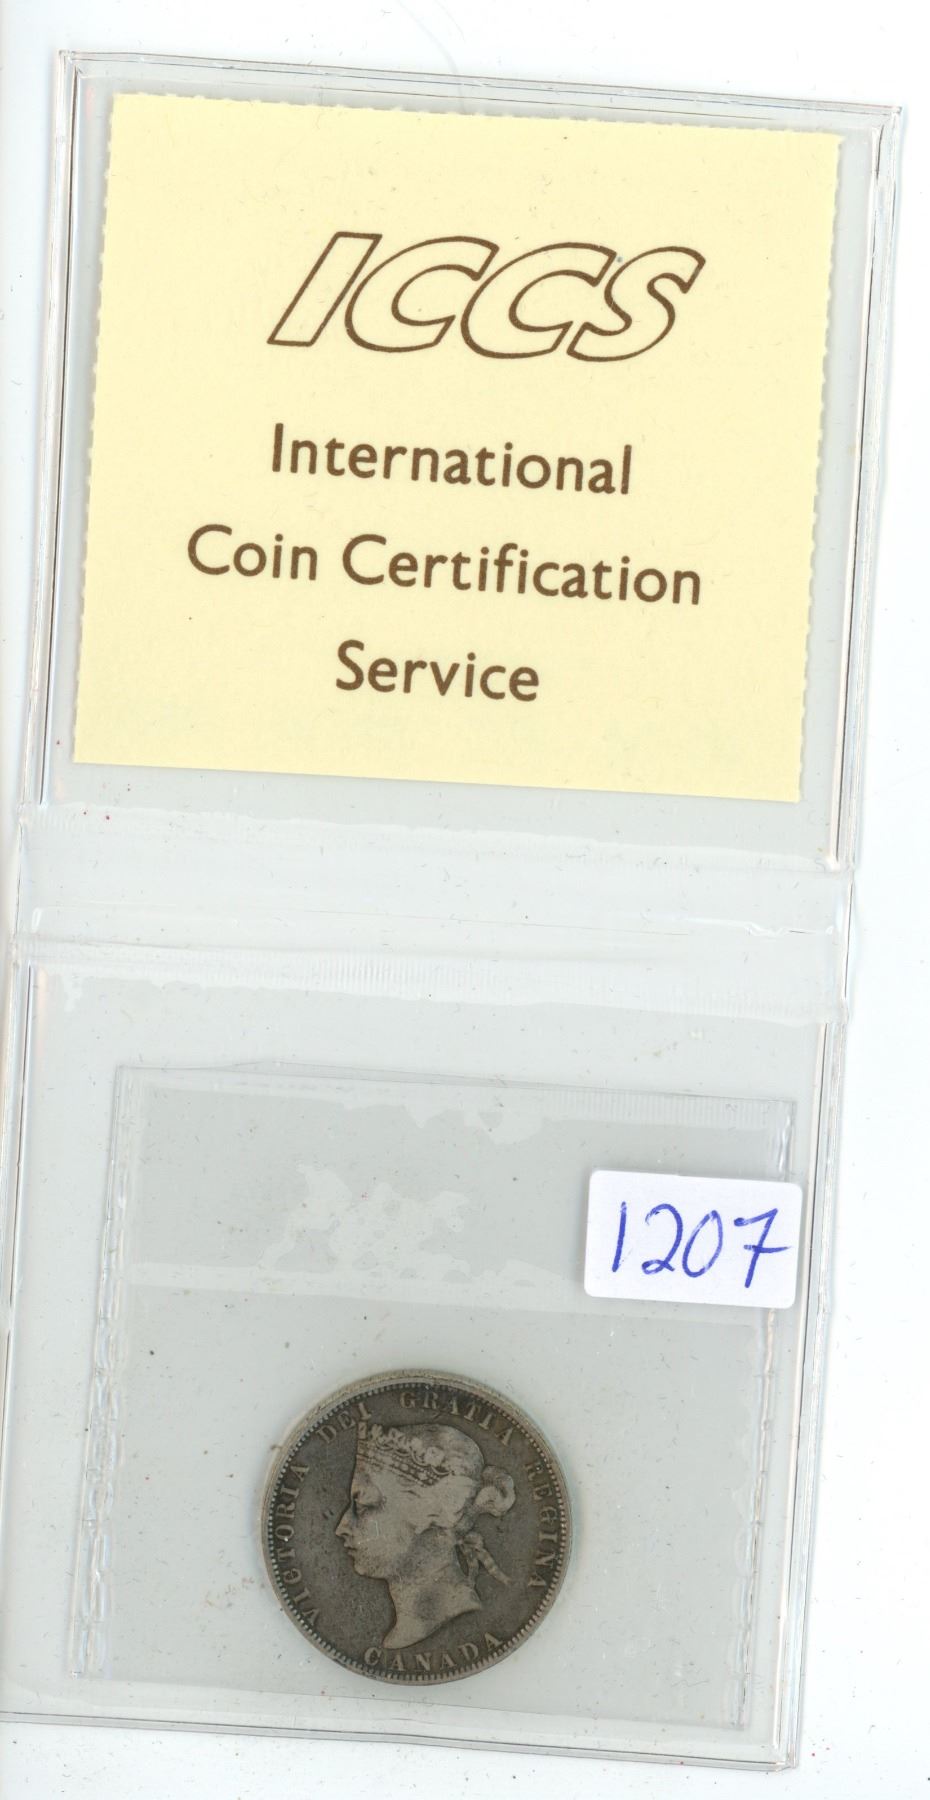 ICCS
International
Coin Certification
Service
1207
VICTORIA DEI GRATIA REGINA
CANADA